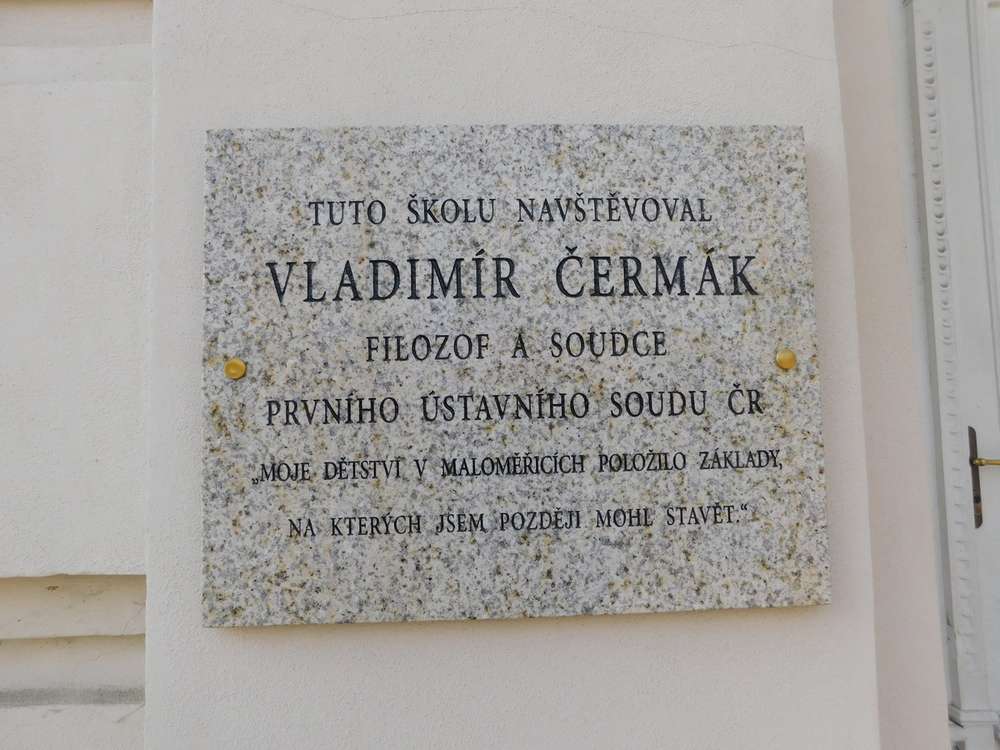 TUTO ŠKOLU NAVŠTĚVOVAL
VLADIMÍR ČERMÁK
FILOZOF A SOUDCE
PRVNÍHO ÚSTAVNÍHO SOUDU ČR
„MOJE DĚTSTVÍ V MALOMĚŘICÍCH POLOŽILO ZÁKLADY,
NA KTERÝCH JSEM POZDĚJI MOHL STAVĚT.“